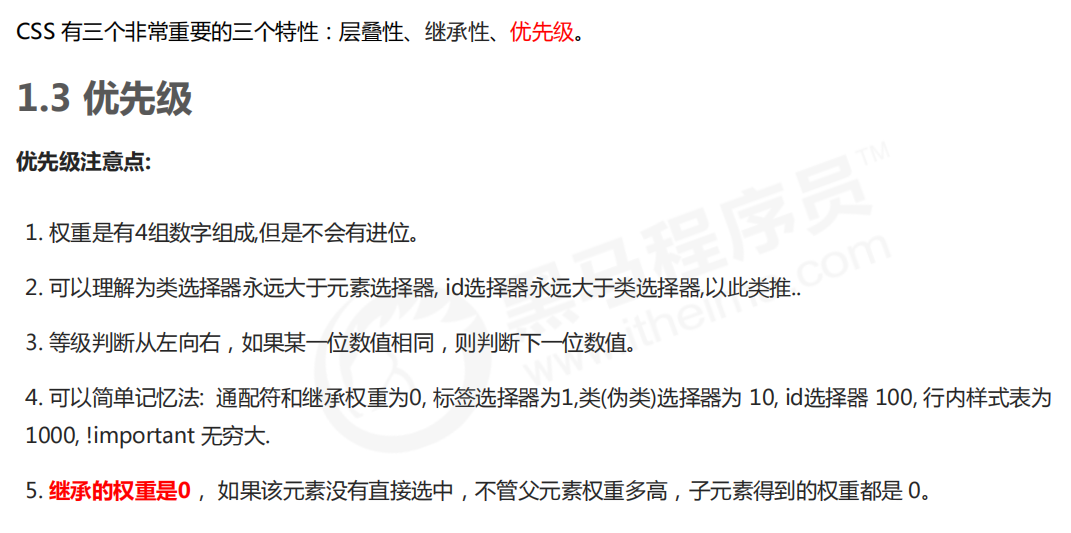 CSS 有三个非常重要的三个特性：层叠性、继承性、优先级。
1.3 优先级
优先级注意点:
1. 权重是有4组数字组成,但是不会有进位。
2. 可以理解为类选择器永远大于元素选择器, id选择器永远大于类选择器,以此类推..
3. 等级判断从左向右，如果某一位数值相同，则判断下一位数值。
4. 可以简单记忆法: 通配符和继承权重为0, 标签选择器为1,类(伪类)选择器为 10, id选择器 100, 行内样式表为
1000, !important 无穷大.
5. 继承的权重是0， 如果该元素没有直接选中，不管父元素权重多高，子元素得到的权重都是 0。
黑马程序员™
www.itheima.com